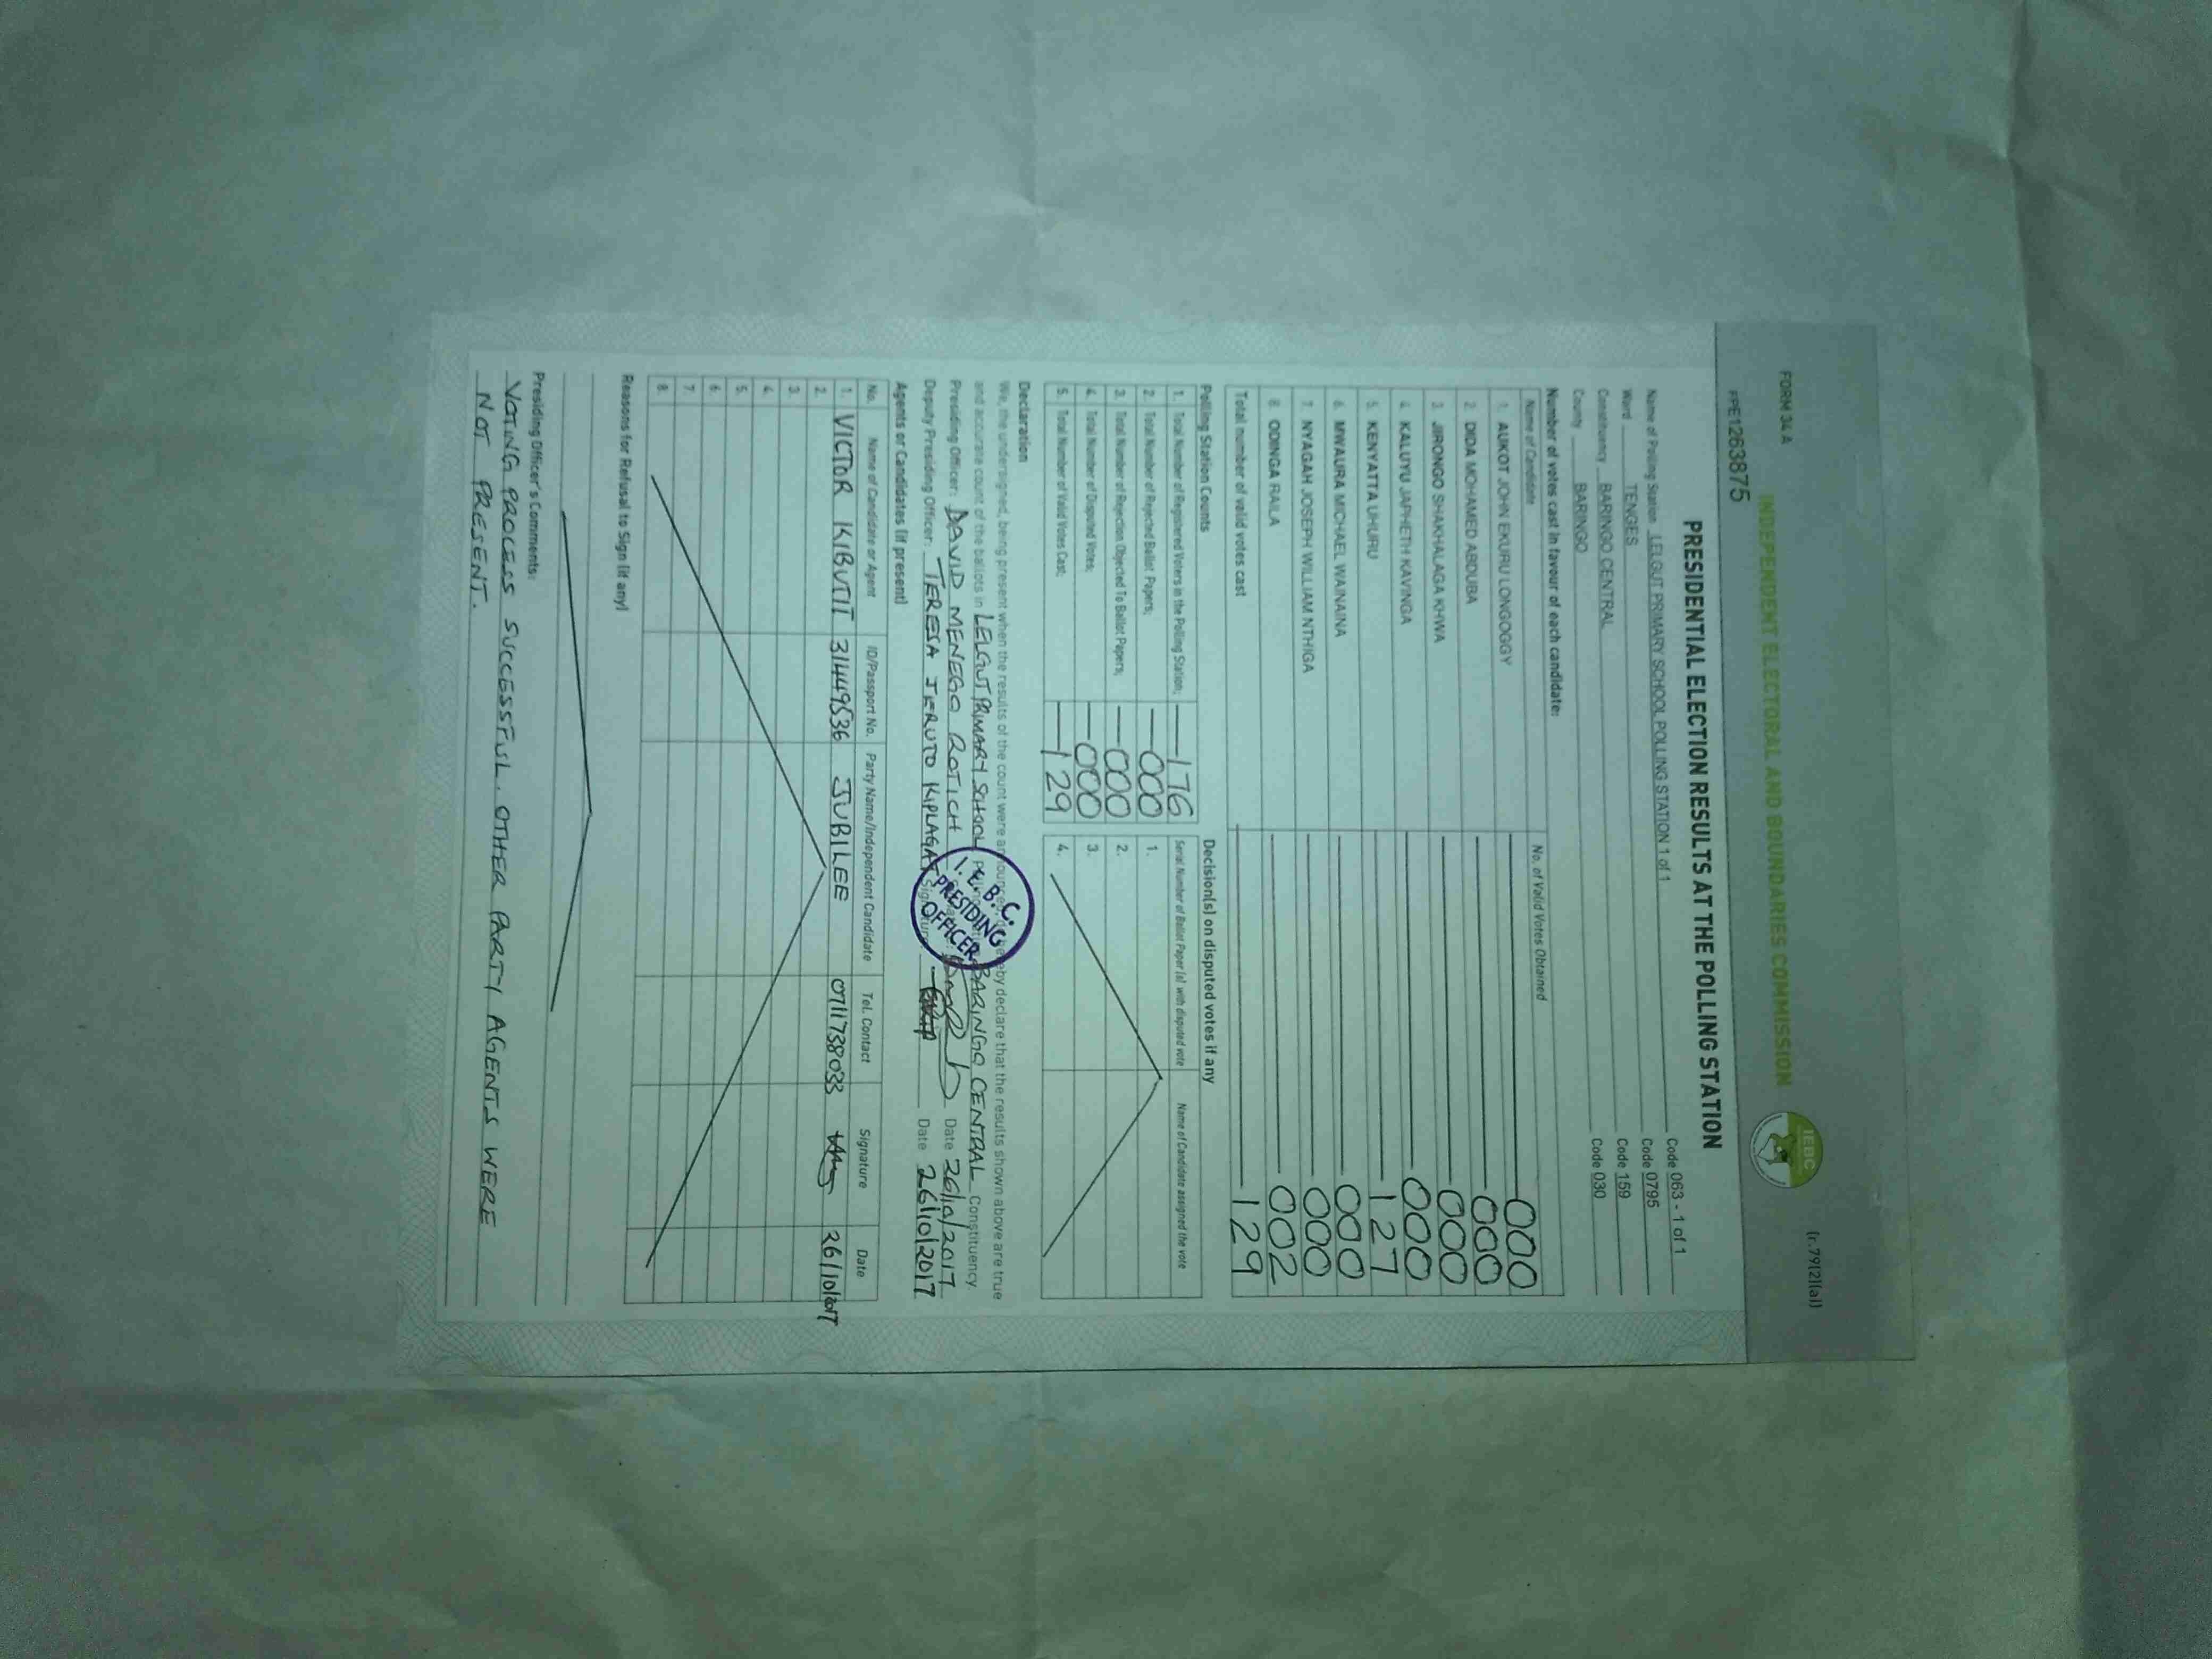 FORM 34 A
(r.79(2)(a))
INDEPENDENT ELECTORAL AND BOUNDARIES COMMISSION
IEBC
FPE1263875
PRESIDENTIAL ELECTION RESULTS AT THE POLLING STATION
Name of Polling Station LELGUT PRIMARY SCHOOL POLLING STATION 1 of 1 Code 063 - 1 of 1
Ward TENGES Code 0795
Constituency BARINGO CENTRAL Code 159
County BARINGO Code 030
Number of votes cast in favour of each candidate:
Name of Candidate No. of Valid Votes Obtained
1. AUKOT JOHN EKURU LONGOGGY 000
2. DIDA MOHAMED ABDUBA 000
3. JIRONGO SHAKHALAGA KHWA 000
4. KALUYU JAPHETH KAVINGA 000
5. KENYATTA UHURU 127
6. MWAURA MICHAEL WAINAINA 000
7. NYAGAH JOSEPH WILLIAM NTHIGA 000
8. ODINGA RAILA 002
Total number of valid votes cast 129
Polling Station Counts
1. Total Number of Registered Voters in the Polling Station; 176
2. Total Number of Rejected Ballot Papers; 000
3. Total Number of Rejection Objected To Ballot Papers; 000
4. Total Number of Disputed Votes; 000
5. Total Number of Valid Votes Cast; 129
Decision(s) on disputed votes if any
Serial Number of Ballot Paper (s) with disputed vote Name of Candidate assigned the vote
1.
2.
3.
4.
Declaration
We, the undersigned, being present when the results of the count were announced, do hereby declare that the results shown above are true
and accurate count of the ballots in LELGUT PRIMARY SCHOOL BARINGO CENTRAL Constituency.
Presiding Officer: DAVID MENEGO ROTICH Date 26/10/2017
Deputy Presiding Officer: TERESA JERUTO KIPLAGAT Signature Date 26/10/2017
I. E. B. C.
PRESIDING
OFFICER
Agents or Candidates (if present)
No. Name of Candidate or Agent ID/Passport No. Party Name/Independent Candidate Tel. Contact Signature Date
1. VICTOR KIBUTIT 31449536 JUBILEE 0711738033 26/10/2017
2.
3.
4.
5.
6.
7.
8.
Reasons for Refusal to Sign (if any)
Presiding Officer's Comments:
VOTING PROCESS SUCCESSFUL. OTHER PARTY AGENTS WERE
NOT PRESENT.